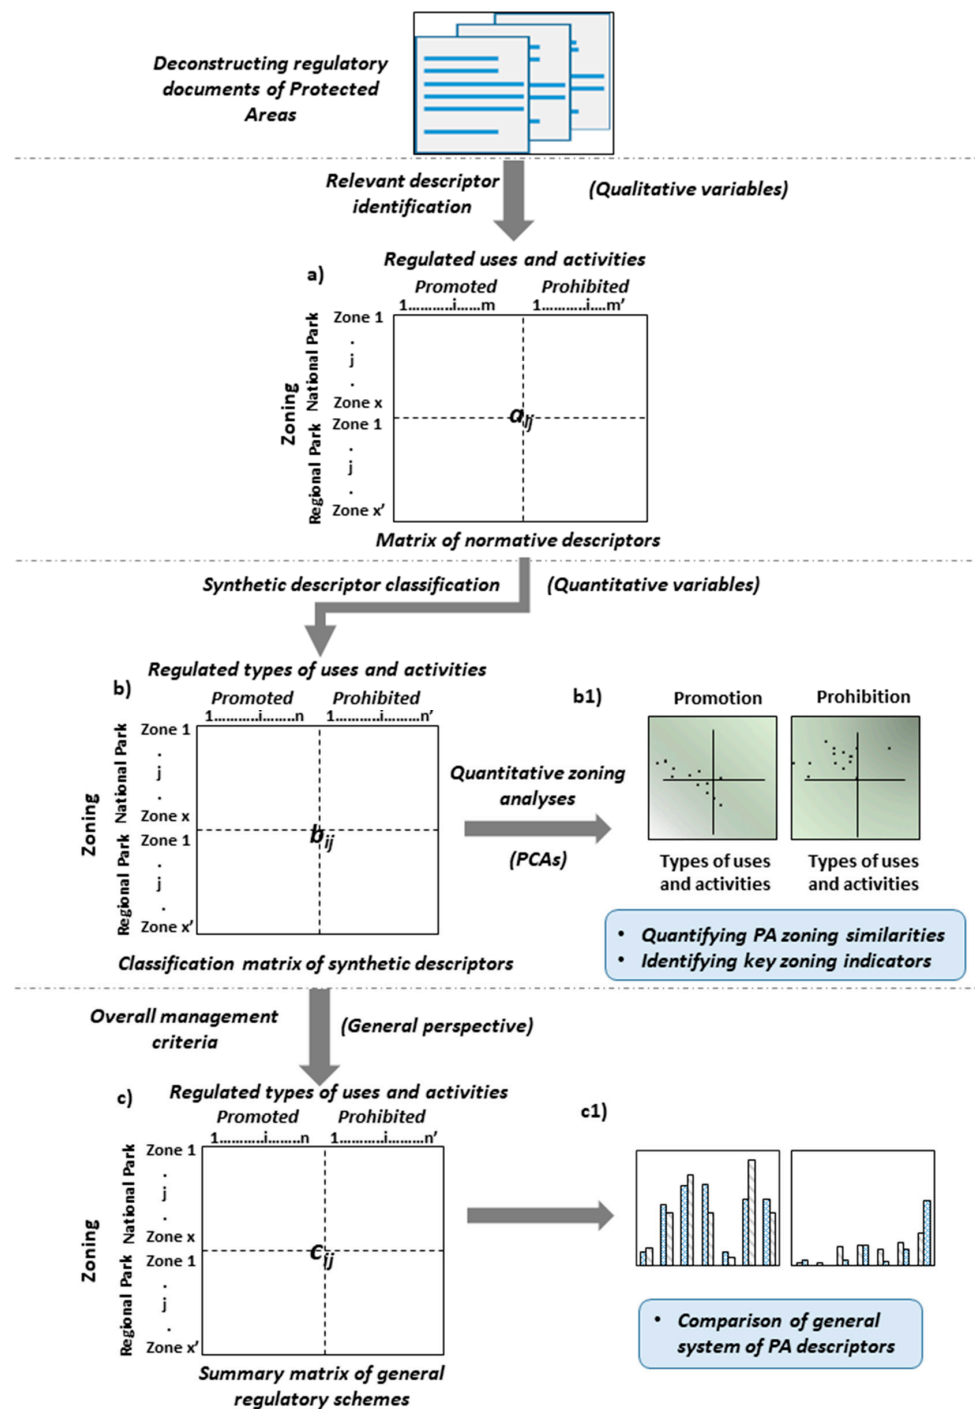 Deconstructing regulatory
documents of Protected
Areas
Relevant descriptor
identification
(Qualitative variables)
Regulated uses and activities
a)
Promoted
Prohibited
1...........i......m
1...........i....m'
Zoning
National Park
Zone 1
.
j
.
Zone x
Regional Park
Zone 1
.
j
.
Zone x'
aij
Matrix of normative descriptors
Synthetic descriptor classification
(Quantitative variables)
Regulated types of uses and activities
b)
Promoted
Prohibited
1...........i........n
1...........i.........n'
Zoning
National Park
Zone 1
.
j
.
Zone x
Regional Park
Zone 1
j
.
Zone x'
bij
Classification matrix of synthetic descriptors
Quantitative zoning
analyses
(PCAs)
b1)
Promotion
Prohibition
Types of uses
and activities
Types of uses
and activities
• Quantifying PA zoning similarities
• Identifying key zoning indicators
Overall management
criteria
(General perspective)
Regulated types of uses and activities
c)
Promoted
Prohibited
1...........i........n
1...........i.........n'
Zoning
National Park
Zone 1
.
j
.
Zone x
Regional Park
Zone 1
.
j
.
Zone x'
cij
Summary matrix of general
regulatory schemes
c1)
• Comparison of general
system of PA descriptors